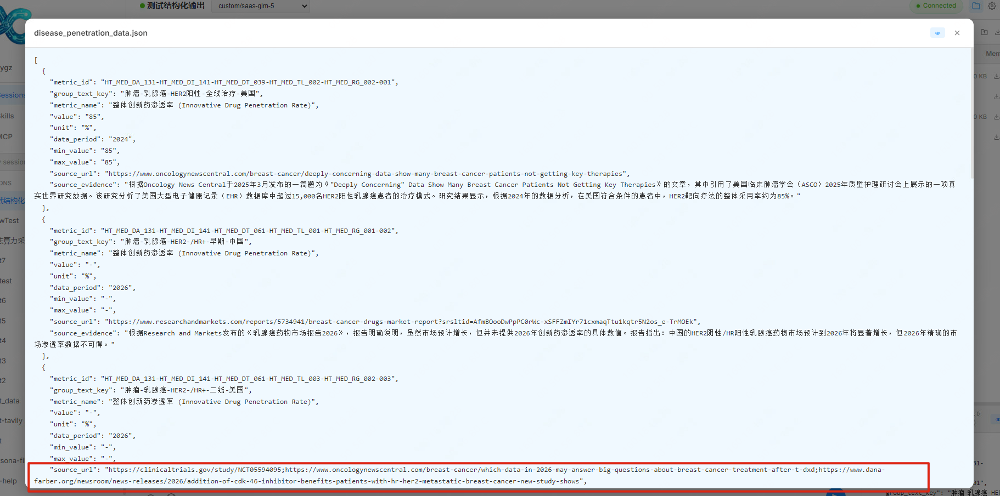 测试结构化输出
custom/saas-glm-5
Connected
disease_penetration_data.json
[
{
"metric_id": "HT_MED_DA_131-HT_MED_DI_141-HT_MED_DT_039-HT_MED_TL_002-HT_MED_RG_002-001",
"group_text_key": "肿瘤-乳腺癌-HER2阳性-全线治疗-美国",
"metric_name": "整体创新药渗透率 (Innovative Drug Penetration Rate)",
"value": "85",
"unit": "%",
"data_period": "2024",
"min_value": "85",
"max_value": "85",
"source_url": "https://www.oncologynewscentral.com/breast-cancer/deeply-concerning-data-show-many-breast-cancer-patients-not-getting-key-therapies",
"source_evidence": "根据Oncology News Central于2025年3月发布的一篇题为《"Deeply Concerning" Data Show Many Breast Cancer Patients Not Getting Key Therapies》的文章，其中引用了美国临床肿瘤学会（ASCO）2025年质量护理研讨会上展示的一项真
实世界研究数据。该研究分析了美国大型电子健康记录（EHR）数据库中超过15,000名HER2阳性乳腺癌患者的治疗模式。研究结果显示，根据2024年的数据分析，在美国符合条件的患者中，HER2靶向疗法的整体采用率约为85%。"
},
{
"metric_id": "HT_MED_DA_131-HT_MED_DI_141-HT_MED_DT_061-HT_MED_TL_001-HT_MED_RG_001-002",
"group_text_key": "肿瘤-乳腺癌-HER2-/HR+-早期-中国",
"metric_name": "整体创新药渗透率 (Innovative Drug Penetration Rate)",
"value": "-",
"unit": "%",
"data_period": "2026",
"min_value": "-",
"max_value": "-",
"source_url": "https://www.researchandmarkets.com/reports/5734941/breast-cancer-drugs-market-report?srsltid=AfmBOooDwPpPC0rWc-xSFFZmIYr71cxmaqTtu1kqtr5N2os_e-TrMOEk",
"source_evidence": "根据Research and Markets发布的《乳腺癌药物市场报告2026》，报告明确说明，虽然市场预计增长，但并未提供2026年创新药渗透率的具体数值。报告指出：中国的HER2阴性/HR阳性乳腺癌药物市场预计到2026年将显著增长，但2026年精确的市
场渗透率数据不可得。"
},
{
"metric_id": "HT_MED_DA_131-HT_MED_DI_141-HT_MED_DT_061-HT_MED_TL_003-HT_MED_RG_002-003",
"group_text_key": "肿瘤-乳腺癌-HER2-/HR+-二线-美国",
"metric_name": "整体创新药渗透率 (Innovative Drug Penetration Rate)",
"value": "-",
"unit": "%",
"data_period": "2026",
"min_value": "-",
"max_value": "-",
"source_url": "https://clinicaltrials.gov/study/NCT05594095;https://www.oncologynewscentral.com/breast-cancer/which-data-in-2026-may-answer-big-questions-about-breast-cancer-treatment-after-t-dxd;https://www.dana-
farber.org/newsroom/news-releases/2026/addition-of-cdk-46-inhibitor-benefits-patients-with-hr-her2-metastatic-breast-cancer-new-study-shows",
ygz
Sessions
kills
MCP
session
ONS
试结构化
wTest
法算力采
t7
test
t6
t5
t4
t3
t2
t_data
t-tavily
t
rsona-fil
-help
Mem
0 KB
0 KB
0
31-
01",
group_text_key": "肿瘤-乳腺癌-HER